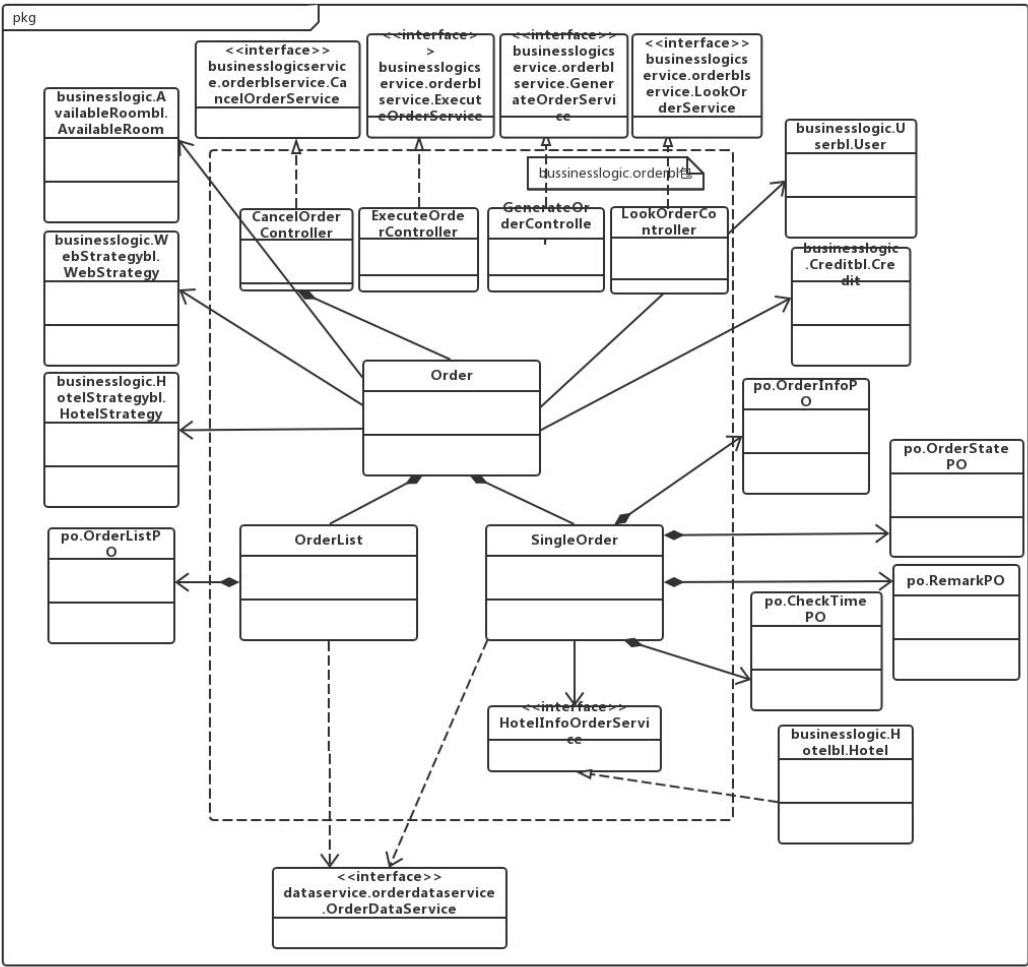 pkg
<<interface>>
businesslogicservic
e.orderblservice.Ca
ncelOrderService
<<interface>
>
businesslogics
ervice.orderbl
service.Execut
eOrderService
<<interface>>
businesslogics
ervice.orderbl
service.Gener
ateOrderServi
ce
<<interface>>
businesslogics
ervice.orderbls
ervice.LookOr
derService
businesslogic.A
vailableRoombl.
AvailableRoom
businesslogic.U
serbl.User
bussinesslogic.orderbl包
CancelOrder
Controller
ExecuteOrde
rController
GenerateOr
derControlle
r
LookOrderCo
ntroller
businesslogic.W
ebStrategybl.
WebStrategy
businesslogic
.Creditbl.Cre
dit
businesslogic.H
otelStrategybl.
HotelStrategy
Order
po.OrderInfoP
O
po.OrderState
PO
po.OrderListP
O
OrderList
SingleOrder
po.RemarkPO
po.CheckTime
PO
<<interface>>
HotelInfoOrderServi
ce
businesslogic.H
otelbl.Hotel
<<interface>>
dataservice.orderdataservice
.OrderDataService